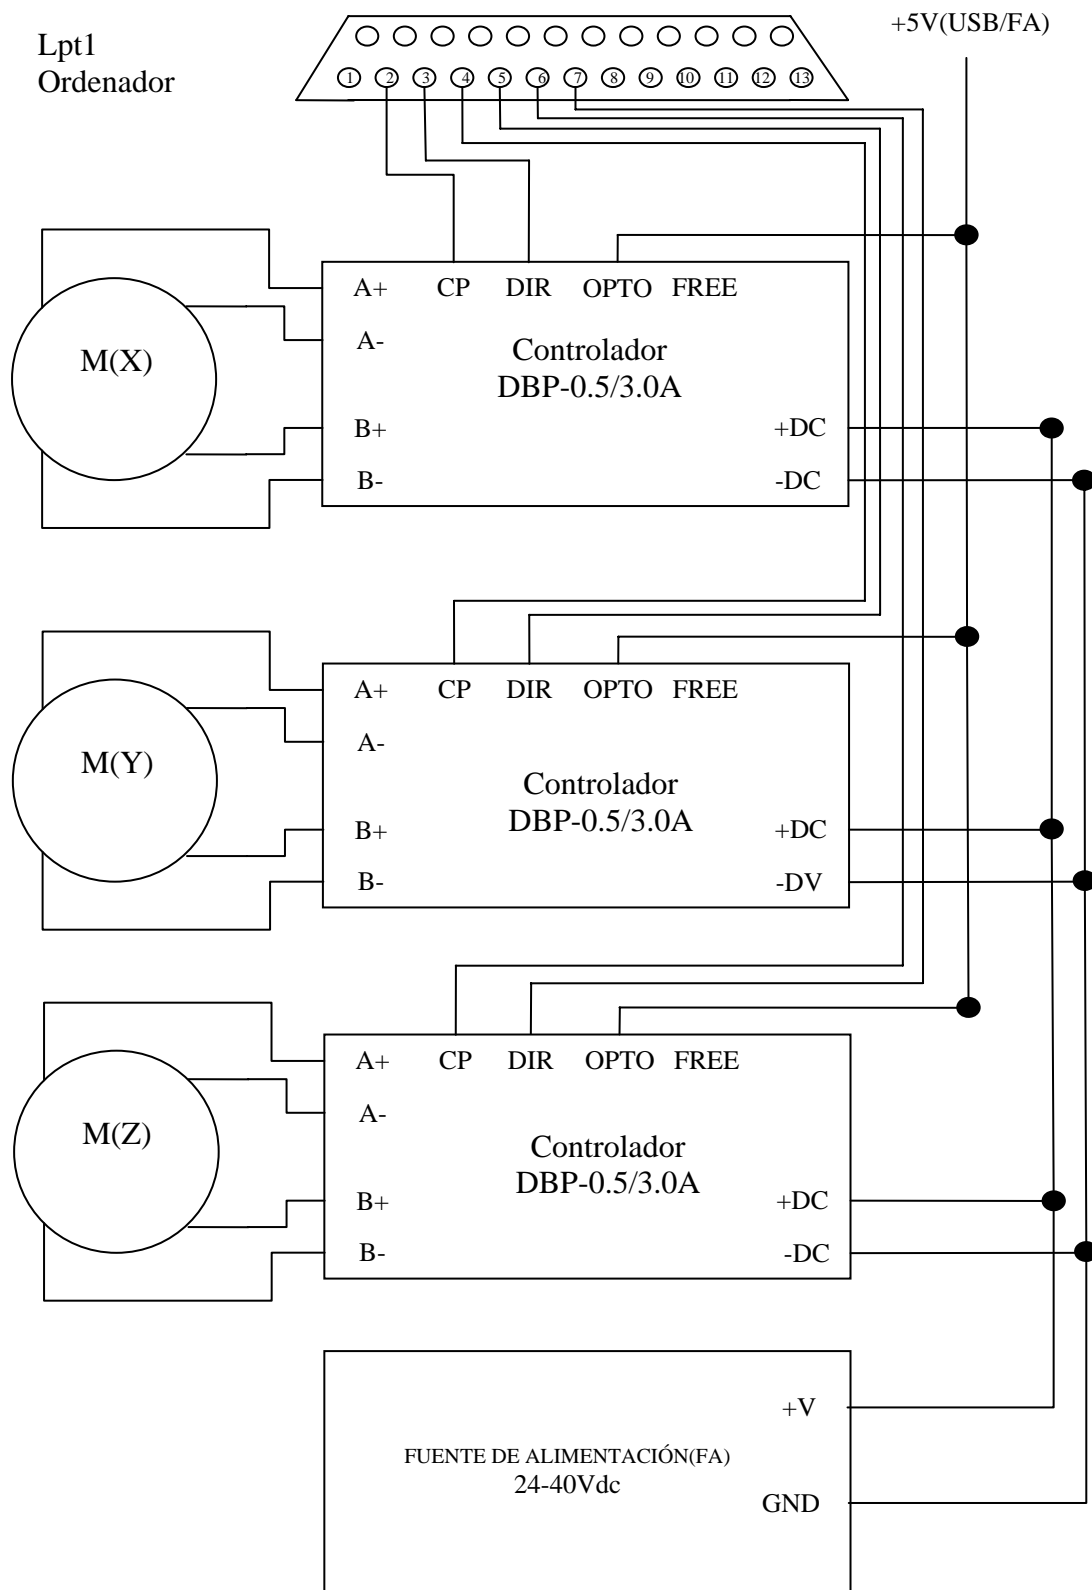 +5V(USB/FA)
Lpt1
Ordenador
1 2 3 4 5 6 7 8 9 10 11 12 13
A+ CP DIR OPTO FREE
A-
M(X)
Controlador
DBP-0.5/3.0A
B+ +DC
B- -DC
A+ CP DIR OPTO FREE
A-
M(Y)
Controlador
DBP-0.5/3.0A
B+ +DC
B- -DV
A+ CP DIR OPTO FREE
A-
M(Z)
Controlador
DBP-0.5/3.0A
B+ +DC
B- -DC
+V
FUENTE DE ALIMENTACIÓN(FA)
24-40Vdc
GND